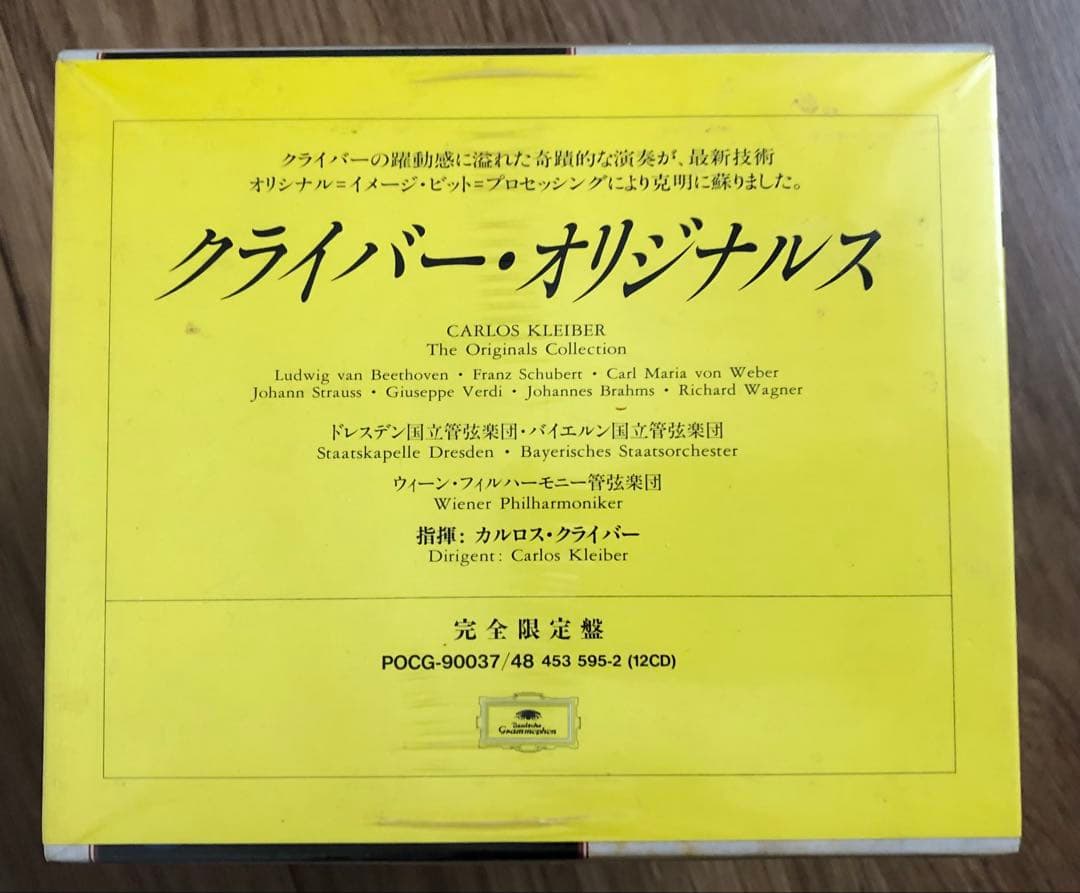 クライバーの躍動感に溢れた奇蹟的な演奏が、最新技術
オリジナル=イメージ・ビット=プロセッシングにより克明に蘇りました。
クライバー・オリジナルス
CARLOS KLEIBER
The Originals Collection
Ludwig van Beethoven・Franz Schubert・Carl Maria von Weber
Johann Strauss・Giuseppe Verdi・Johannes Brahms・Richard Wagner
ドレスデン国立管弦楽団・バイエルン国立管弦楽団
Staatskapelle Dresden・Bayerisches Staatsorchester
ウィーン・フィルハーモニー管弦楽団
Wiener Philharmoniker
指揮: カルロス・クライバー
Dirigent: Carlos Kleiber
完全限定盤
POCG-90037/48 453 595-2 (12CD)
Deutsche
Grammophon